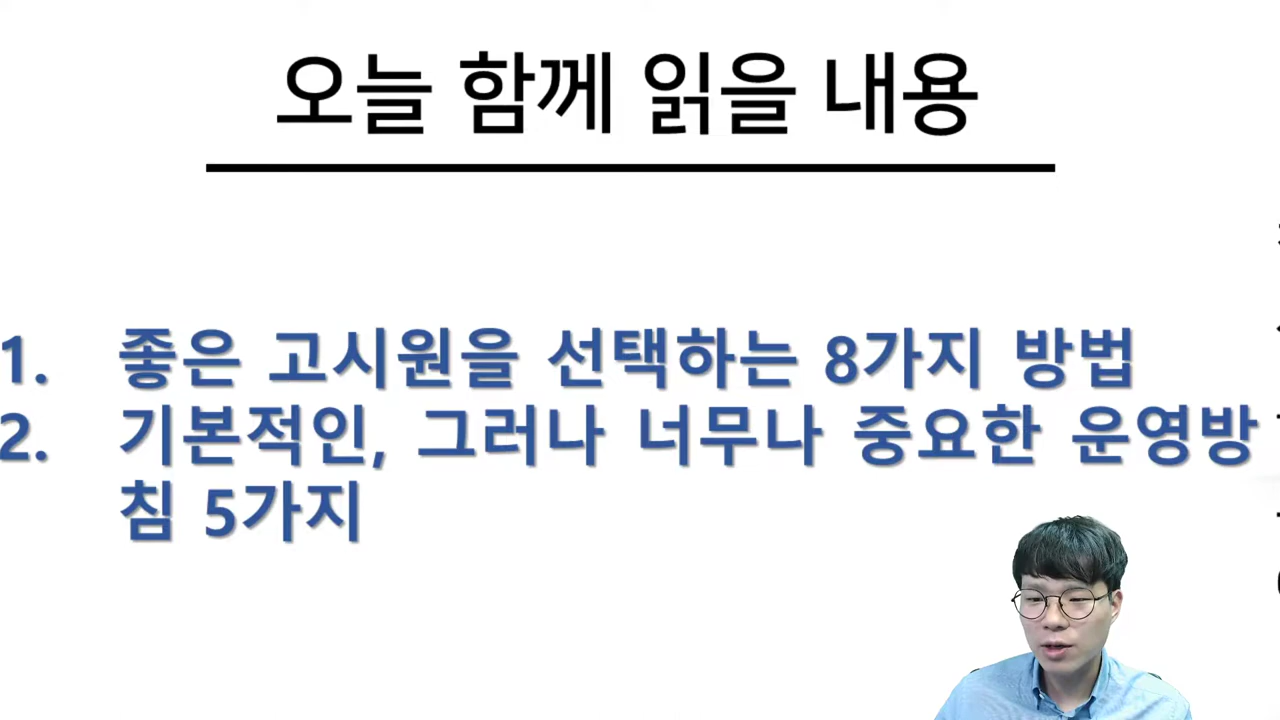 오늘 함께 읽을 내용
1. 좋은 고시원을 선택하는 8가지 방법
2. 기본적인, 그러나 너무나 중요한 운영방
침 5가지